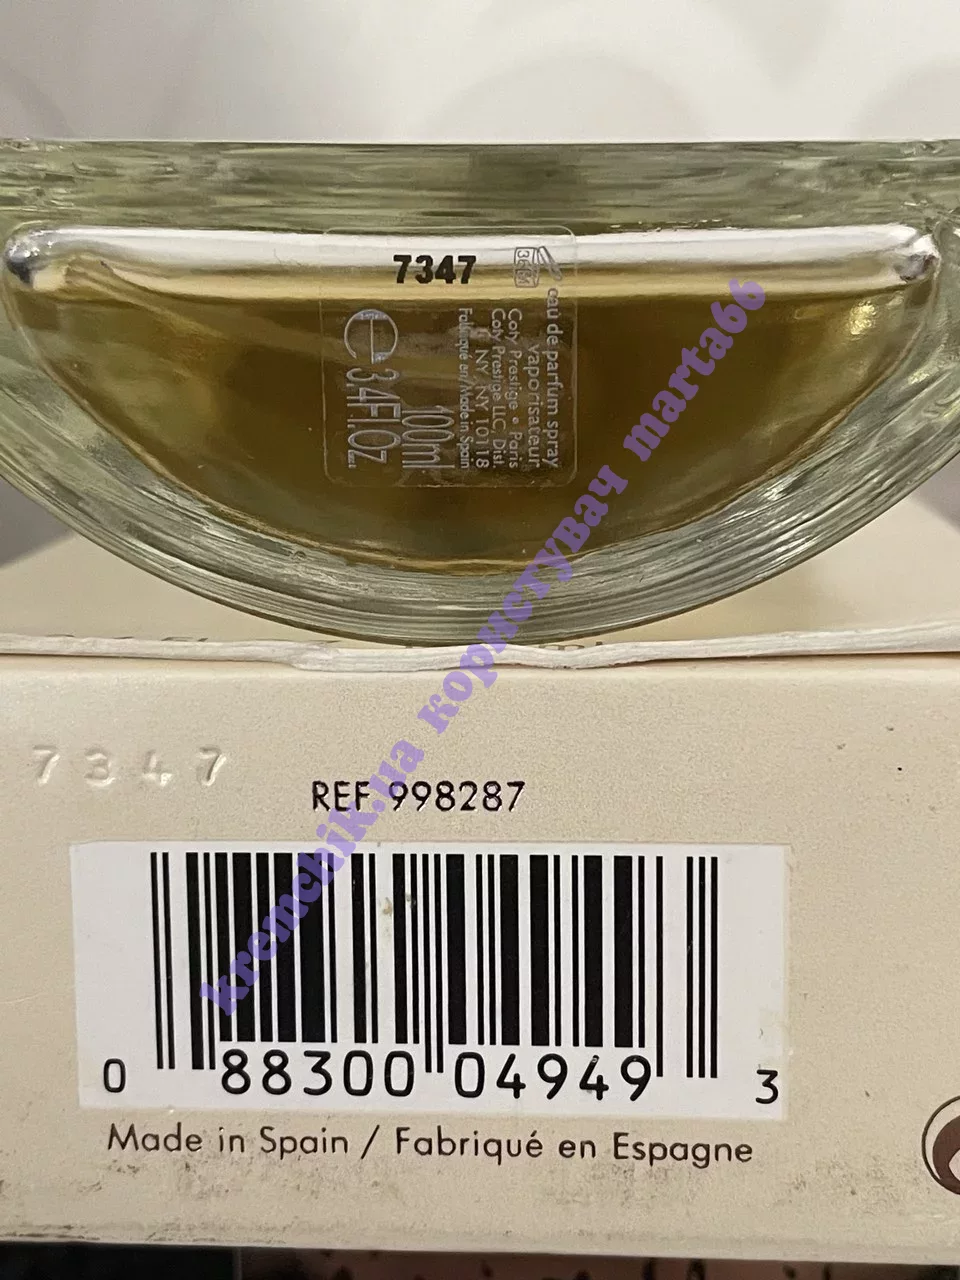 7347
36M
eau de parfum spray
vaporisateur
Coty Prestige • Paris
Coty Prestige LLC, Dist.
NY, NY 10118
Fabriqué en/Made in Spain
100ml
e 3.4Fl.Oz
kremchik.ua користувач marta66
7347
REF 998287
0 88300 04949 3
Made in Spain / Fabriqué en Espagne